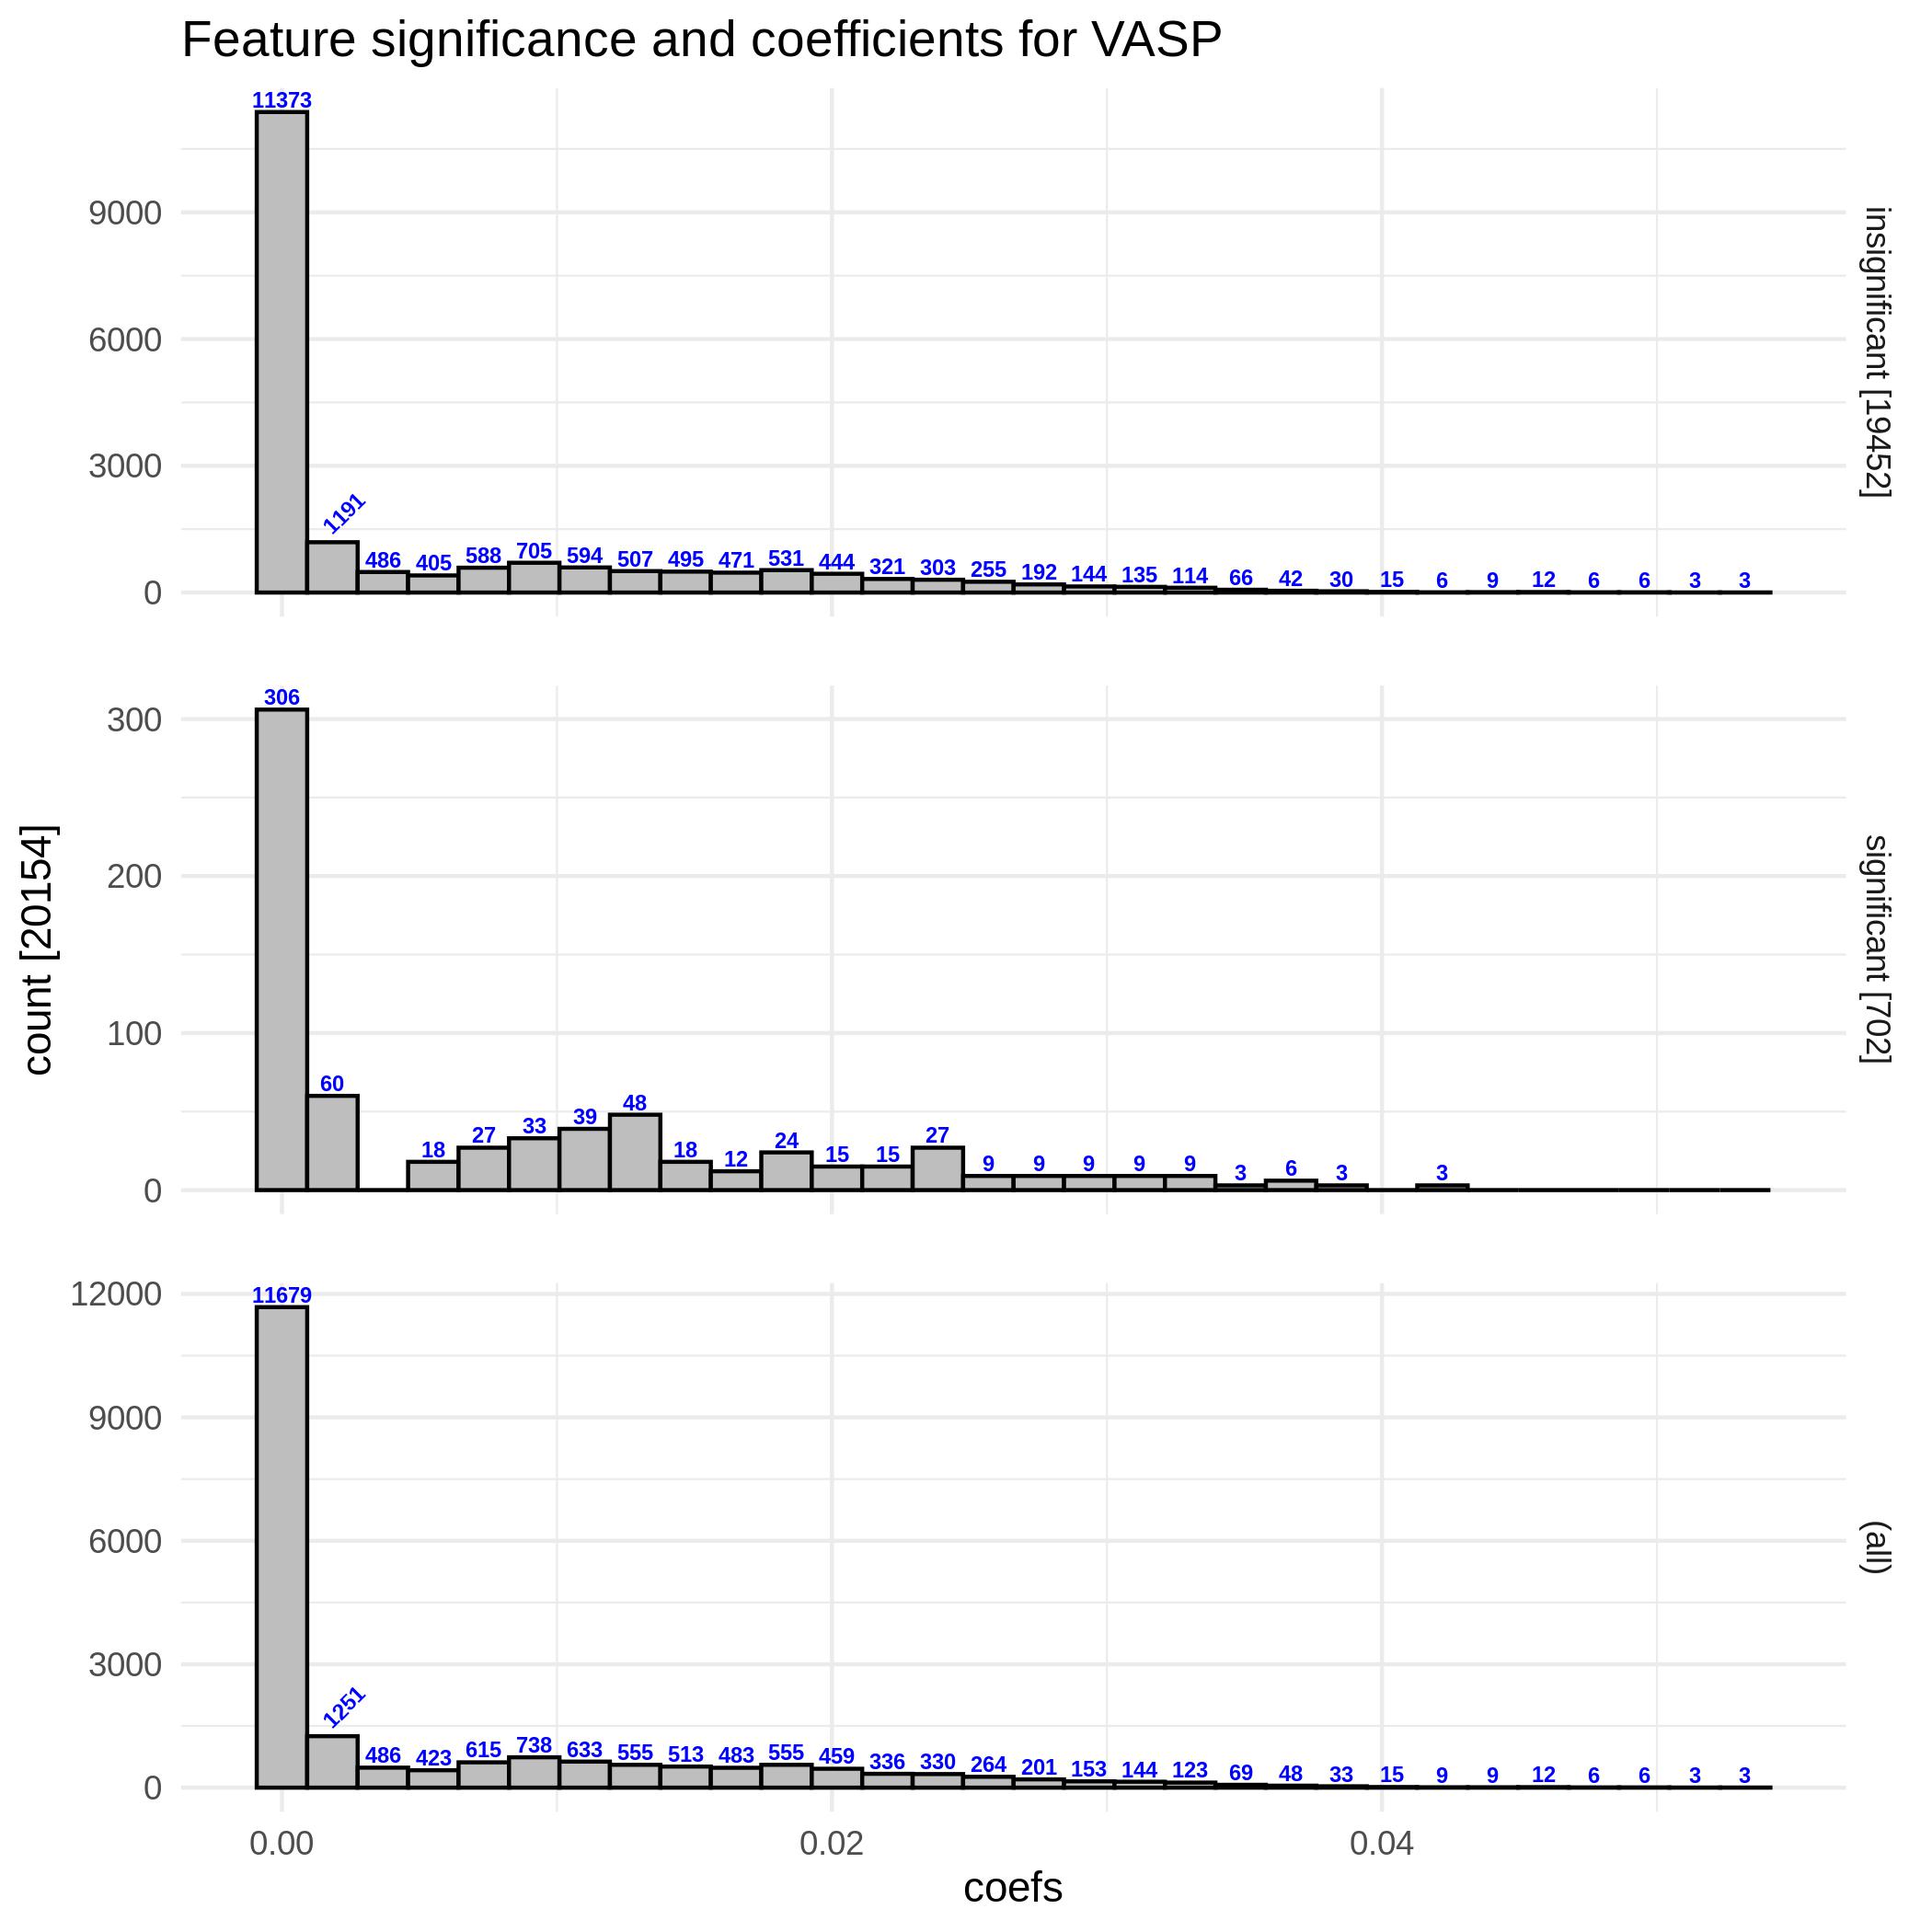 Feature significance and coefficients for VASP
11373
9000
6000
3000
0
1191
486 405 588 705 594 507 495 471 531 444 321 303 255 192 144 135 114 66 42 30 15 6 9 12 6 6 3 3
insignificant [19452]
count [20154]
306
300
200
100
0
60
18 27 33 39 48 18 12 24 15 15 27 9 9 9 9 9 3 6 3 3
significant [702]
12000
11679
9000
6000
3000
0
1251
486 423 615 738 633 555 513 483 555 459 336 330 264 201 153 144 123 69 48 33 15 9 9 12 6 6 3 3
(all)
0.00 0.02 0.04
coefs